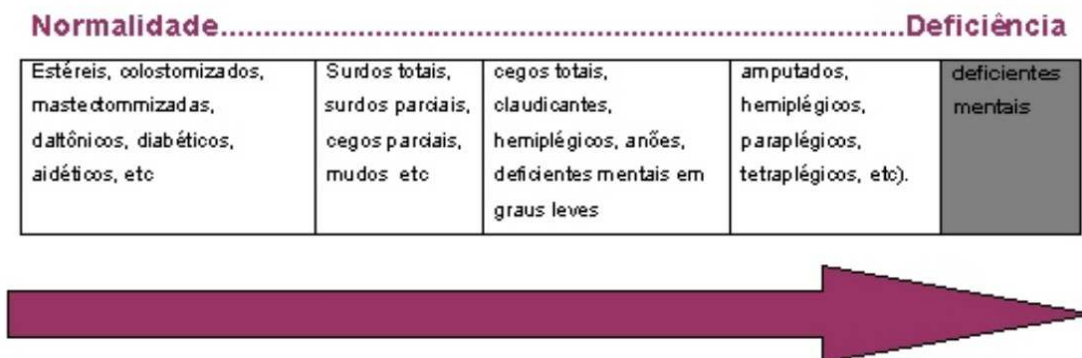 Normalidade....................................................................................Deficiência
Estéreis, colostomizados,
mastectommizadas,
daltônicos, diabéticos,
aidéticos, etc
Surdos totais,
surdos parciais,
cegos parciais,
mudos etc
cegos totais,
claudicantes,
hemiplégicos, anões,
deficientes mentais em
graus leves
amputados,
hemiplégicos,
paraplégicos,
tetraplégicos, etc).
deficientes
mentais